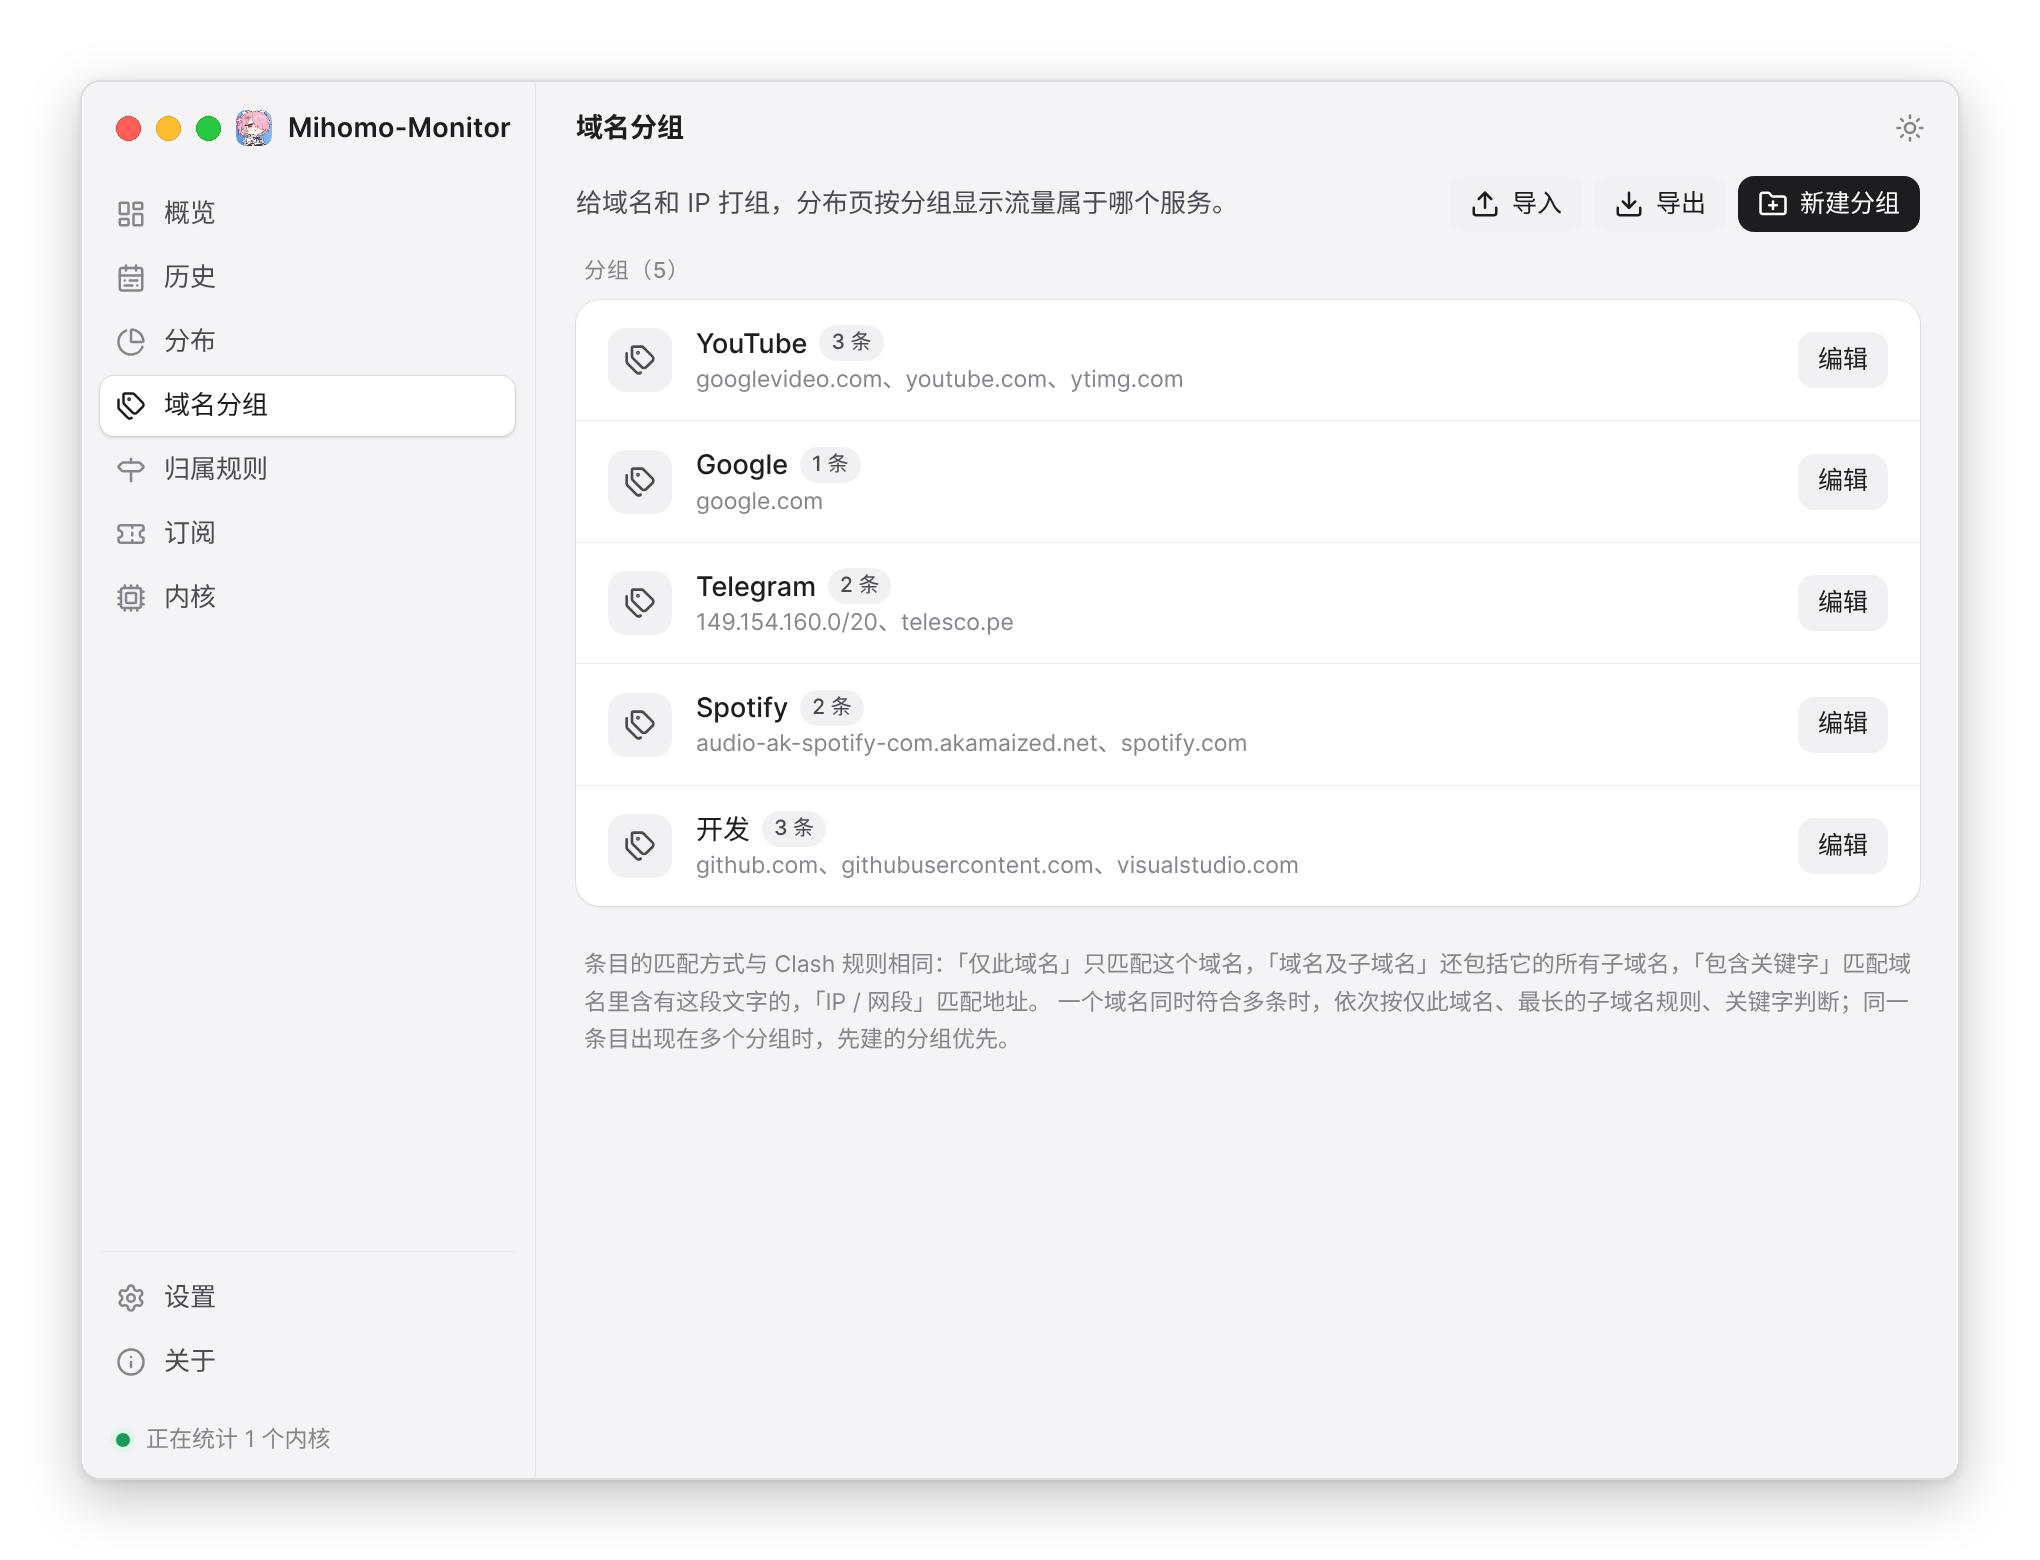 Mihomo-Monitor
概览
历史
分布
域名分组
归属规则
订阅
内核
设置
关于
正在统计 1 个内核
域名分组
给域名和 IP 打组，分布页按分组显示流量属于哪个服务。
导入
导出
新建分组
分组（5）
YouTube 3 条
googlevideo.com、youtube.com、ytimg.com
编辑
Google 1 条
google.com
编辑
Telegram 2 条
149.154.160.0/20、telesco.pe
编辑
Spotify 2 条
audio-ak-spotify-com.akamaized.net、spotify.com
编辑
开发 3 条
github.com、githubusercontent.com、visualstudio.com
编辑
条目的匹配方式与 Clash 规则相同：「仅此域名」只匹配这个域名，「域名及子域名」还包括它的所有子域名，「包含关键字」匹配域
名里含有这段文字的，「IP / 网段」匹配地址。 一个域名同时符合多条时，依次按仅此域名、最长的子域名规则、关键字判断；同一
条目出现在多个分组时，先建的分组优先。